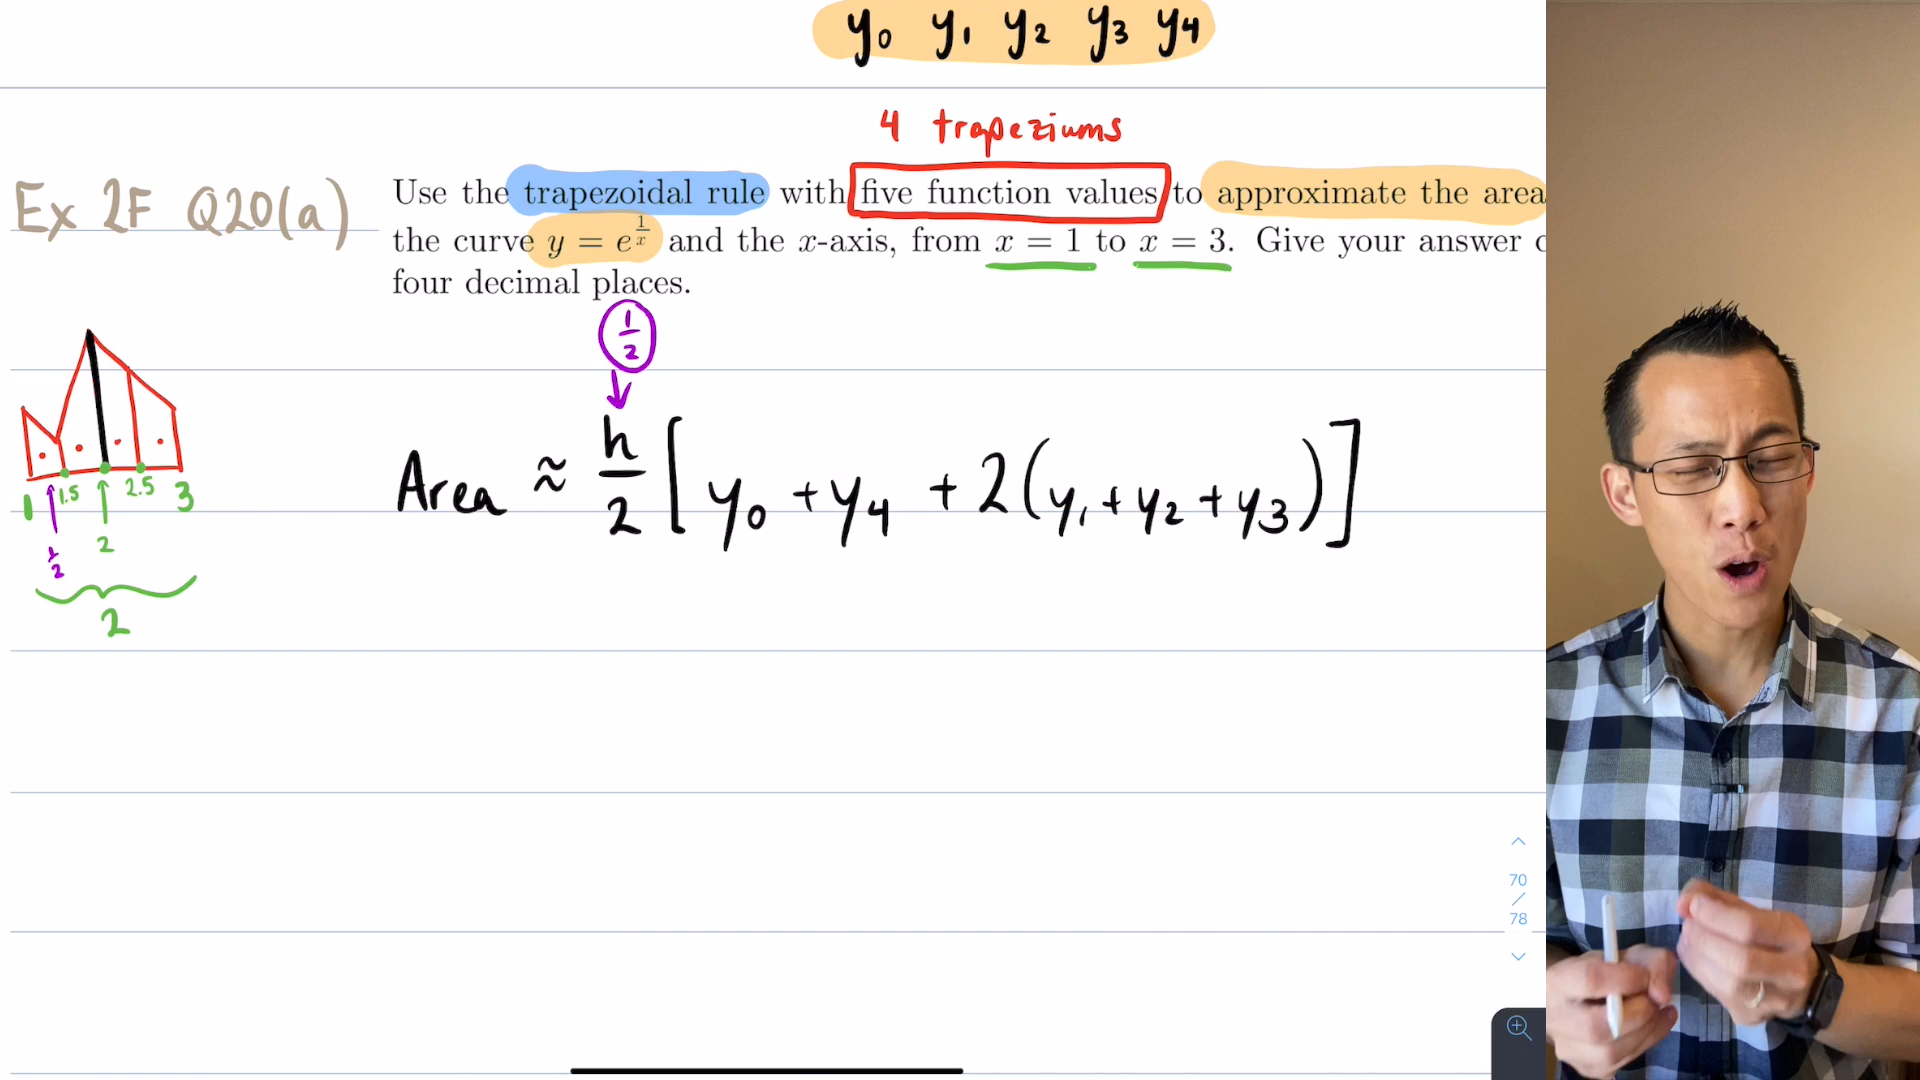 y0 y1 y2 y3 y4
4 trapeziums
Ex 2F Q20(a)
Use the trapezoidal rule with five function values to approximate the area
the curve y = e^{1/x} and the x-axis, from x = 1 to x = 3. Give your answer
four decimal places.
1/2
Area ≈ h/2 [y0 + y4 + 2(y1 + y2 + y3)]
1 1.5 2.5 3
1/2 2
2
70
/
78